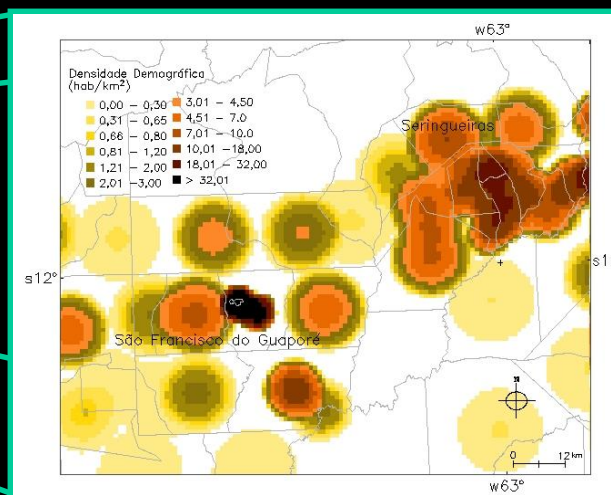 w63°
Densidade Demográfica
(hab/km²)
0,00 – 0,30
0,31 – 0,65
0,66 – 0,80
0,81 – 1,20
1,21 – 2,00
2,01 –3,00
3,01 – 4,50
4,51 – 7.0
7,01 – 10.0
10,01 –18,00
18,01 – 32,00
> 32,01
Seringueiras
s12°
s1
São Francisco do Guaporé
0 12 km
w63°